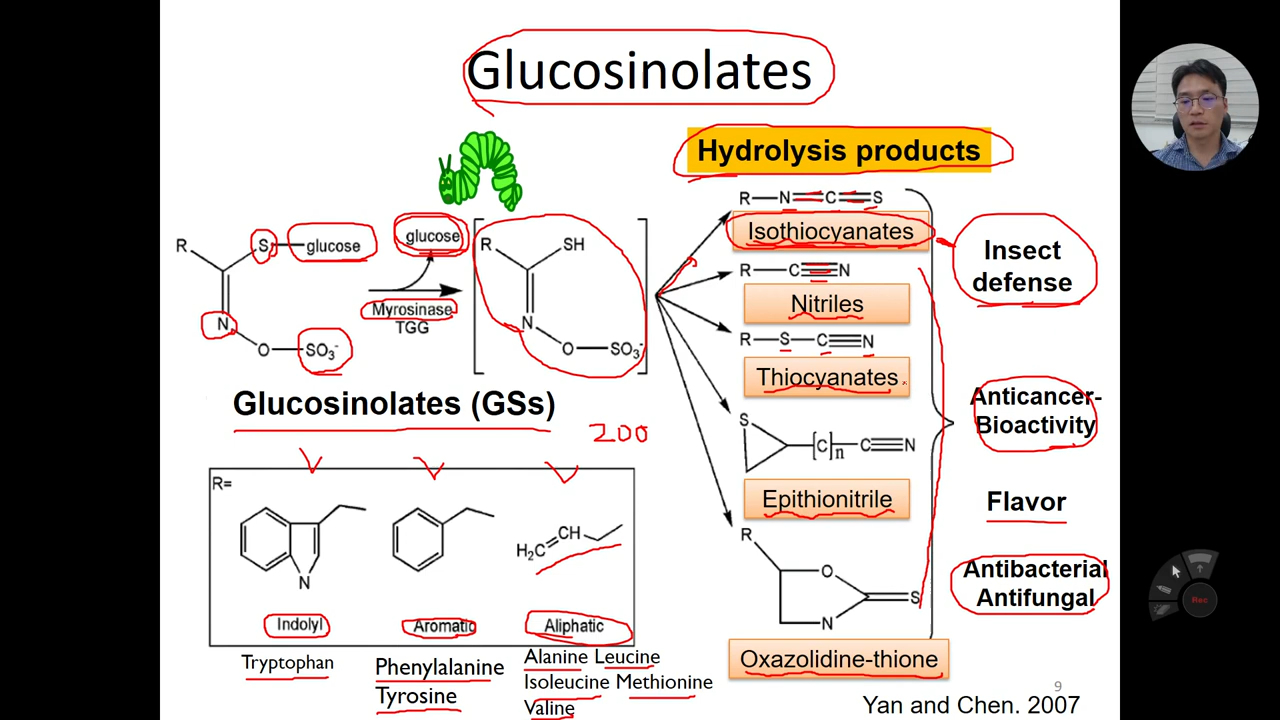 Glucosinolates
Hydrolysis products
R N C S
Isothiocyanates
R S glucose
glucose
R SH
Myrosinase
TGG
N
O SO3-
N
O SO3-
R C N
Nitriles
R S C N
Thiocyanates
Insect
defense
Glucosinolates (GSs)
200
S
[C]n C N
Epithionitrile
Anticancer-
Bioactivity
Flavor
Antibacterial
Antifungal
R=
N
H2C CH
Indolyl
Aromatic
Aliphatic
Tryptophan
Phenylalanine
Tyrosine
Alanine Leucine
Isoleucine Methionine
Valine
R
O
S
N
Oxazolidine-thione
9
Yan and Chen. 2007
Rec